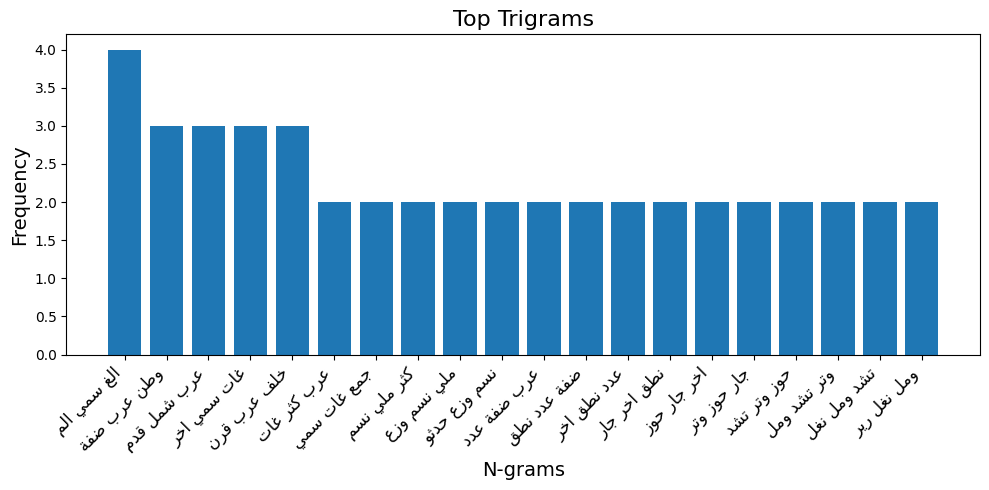 Top Trigrams
Frequency
4.0
3.5
3.0
2.5
2.0
1.5
1.0
0.5
0.0
الغ سمي الم
وطن عرب ضفة
عرب شمل قدم
غات سمي اخر
خلف عرب قرن
عرب كثر غات
جمع غات سمي
كثر ملي نسم
ملي نسم وزع
نسم وزع حدثو
عرب ضفة عدد
ضفة عدد نطق
عدد نطق اخر
نطق اخر جار
اخر جار حوز
جار حوز وتر
حوز وتر تشد
وتر تشد ومل
تشد ومل نغل
ومل نغل رير
N-grams